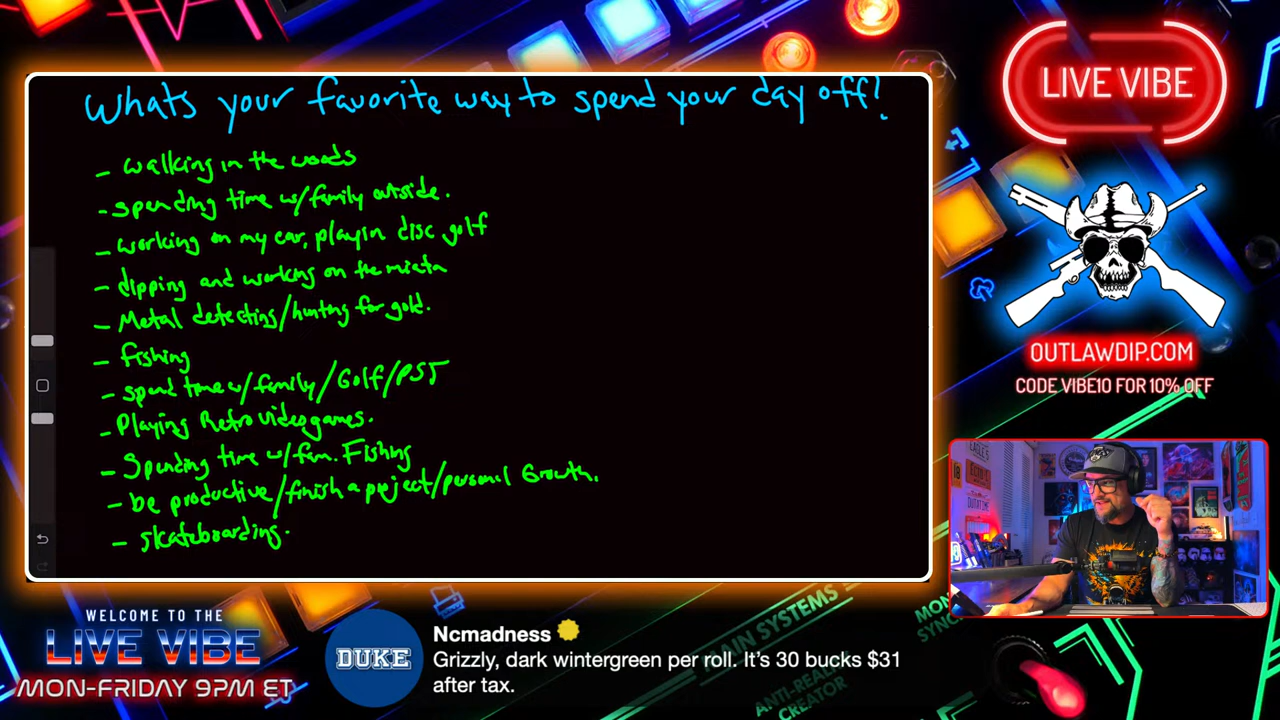 Whats your favorite way to spend your day off?
- walking in the woods
- spending time w/family outside.
- working on my car, playin disc golf
- dipping and working on the miata
- Metal detecting/hunting for gold.
- fishing
- spend time w/family/Golf/PST
- Playing Retro videogames.
- Spending time w/fam. Fishing
- be productive/finish a project/personal Growth.
- skateboarding.
LIVE VIBE
OUTLAWDIP.COM
CODE VIBE10 FOR 10% OFF
WELCOME TO THE
LIVE VIBE
MON-FRIDAY 9PM ET
DUKE
Ncmadness
Grizzly, dark wintergreen per roll. It's 30 bucks $31
after tax.
MAIN SYSTEMS